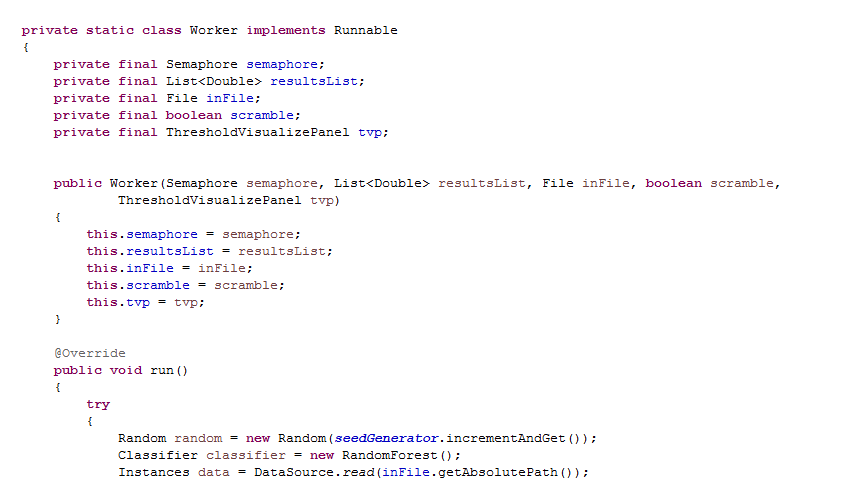 private static class Worker implements Runnable
{
    private final Semaphore semaphore;
    private final List<Double> resultsList;
    private final File inFile;
    private final boolean scramble;
    private final ThresholdVisualizePanel tvp;
    public Worker(Semaphore semaphore, List<Double> resultsList, File inFile, boolean scramble,
            ThresholdVisualizePanel tvp)
    {
        this.semaphore = semaphore;
        this.resultsList = resultsList;
        this.inFile = inFile;
        this.scramble = scramble;
        this.tvp = tvp;
    }
    @Override
    public void run()
    {
        try
        {
            Random random = new Random(seedGenerator.incrementAndGet());
            Classifier classifier = new RandomForest();
            Instances data = DataSource.read(inFile.getAbsolutePath());